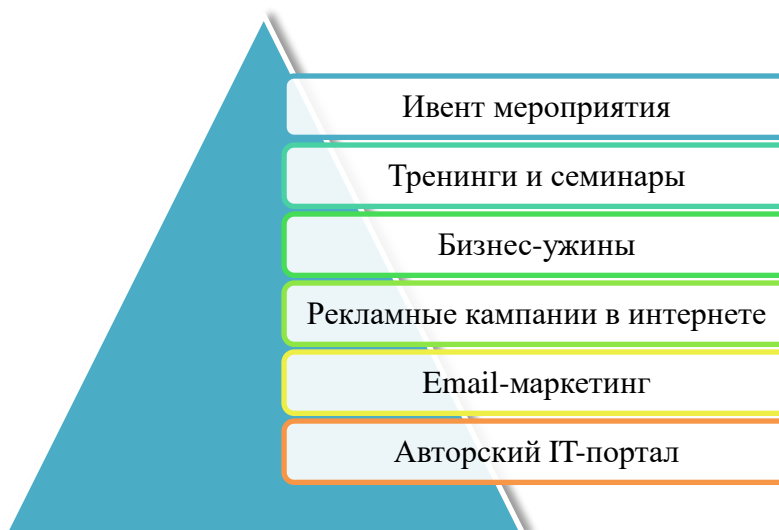 Ивент мероприятия
Тренинги и семинары
Бизнес-ужины
Рекламные кампании в интернете
Email-маркетинг
Авторский IT-портал